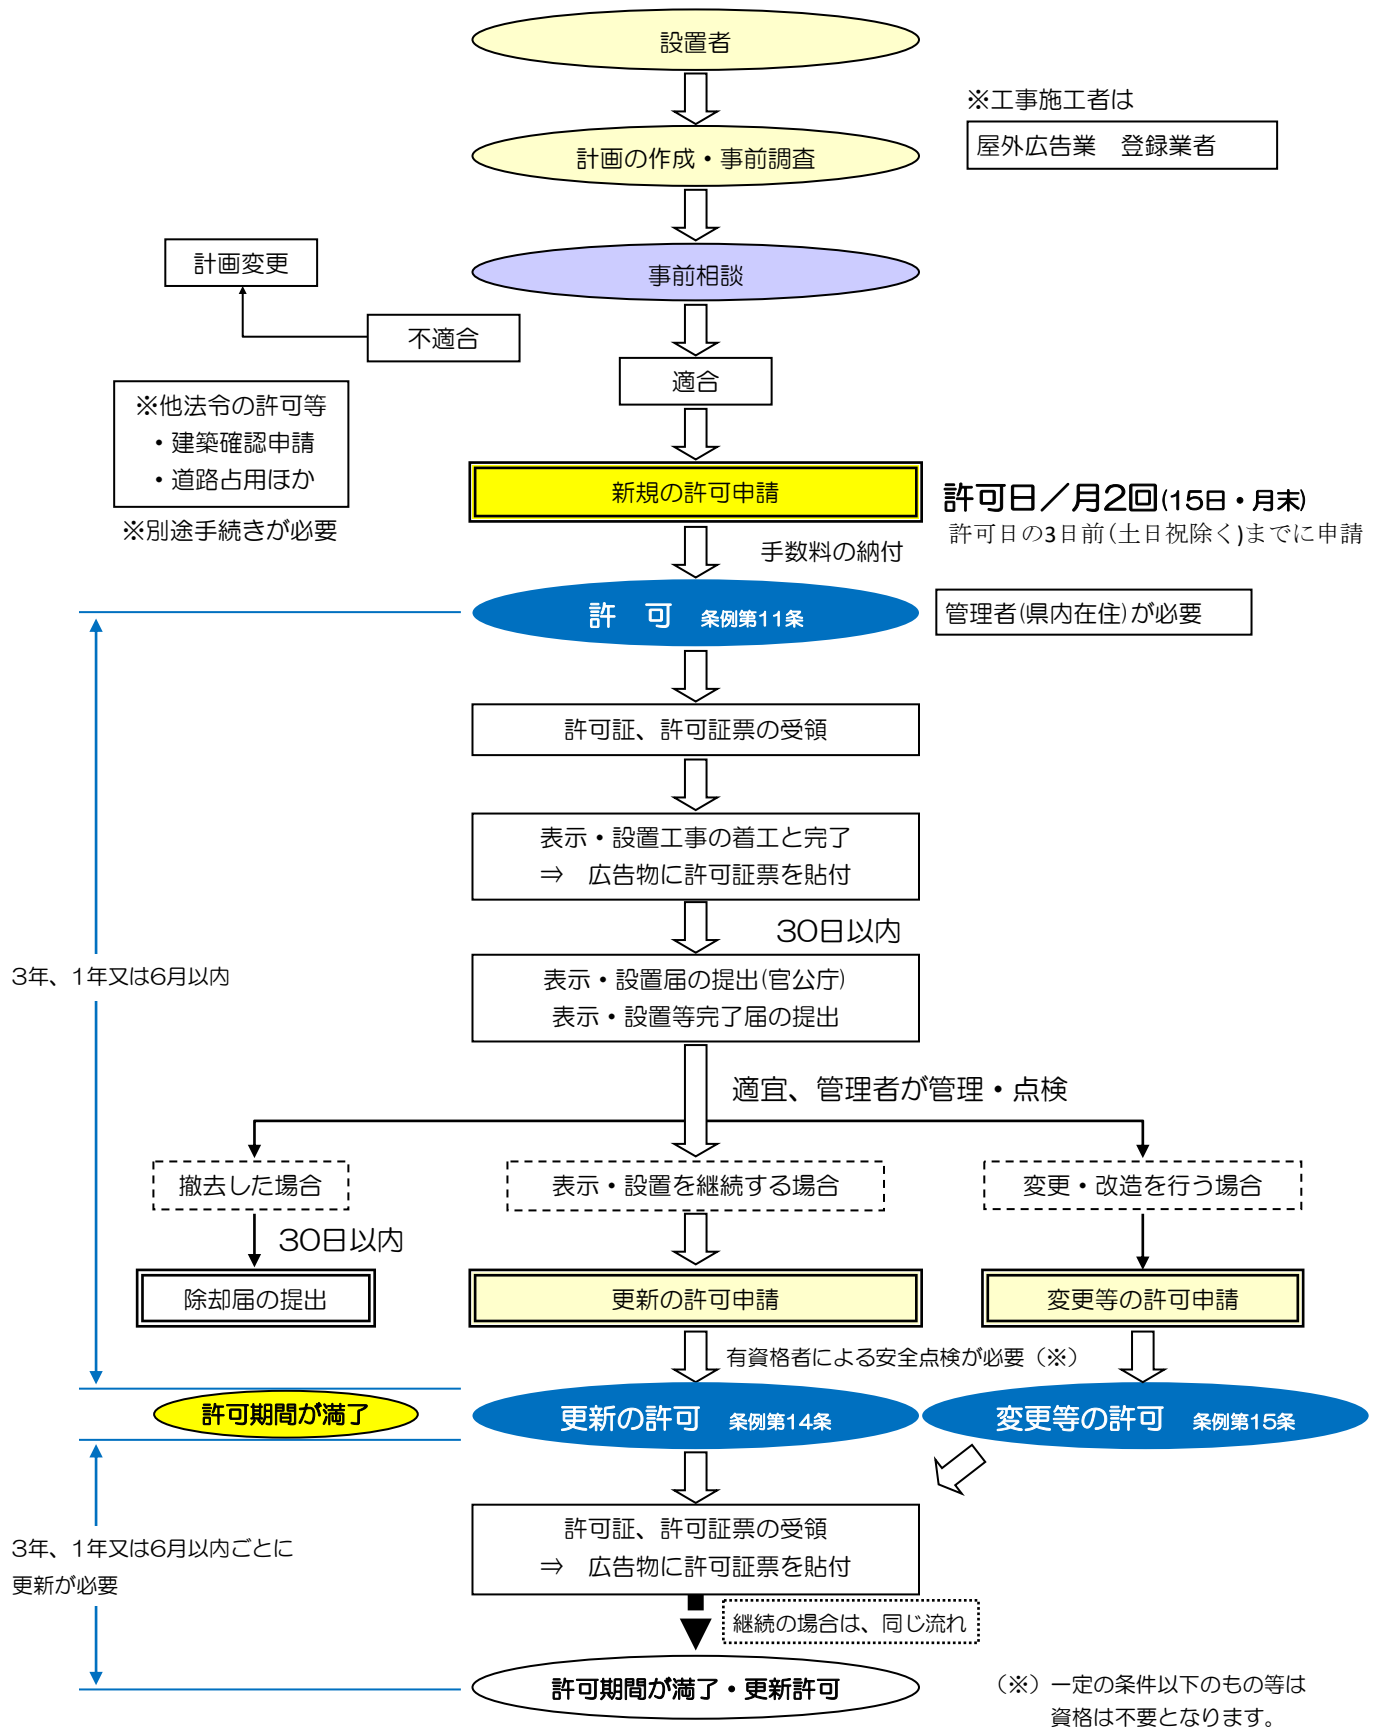 設置者
※工事施工者は
屋外広告業　登録業者
計画の作成・事前調査
事前相談
計画変更
不適合
適合
※他法令の許可等
・建築確認申請
・道路占用ほか
※別途手続きが必要
新規の許可申請
許可日／月2回(15日・月末)
許可日の3日前(土日祝除く)までに申請
手数料の納付
許　可　条例第11条
管理者(県内在住)が必要
許可証、許可証票の受領
表示・設置工事の着工と完了
⇒　広告物に許可証票を貼付
30日以内
3年、1年又は6月以内
表示・設置届の提出(官公庁)
表示・設置等完了届の提出
適宜、管理者が管理・点検
撤去した場合
表示・設置を継続する場合
変更・改造を行う場合
30日以内
除却届の提出
更新の許可申請
変更等の許可申請
有資格者による安全点検が必要（※）
許可期間が満了
更新の許可　条例第14条
変更等の許可　条例第15条
許可証、許可証票の受領
⇒　広告物に許可証票を貼付
3年、1年又は6月以内ごとに
更新が必要
継続の場合は、同じ流れ
許可期間が満了・更新許可
（※）一定の条件以下のもの等は
資格は不要となります。